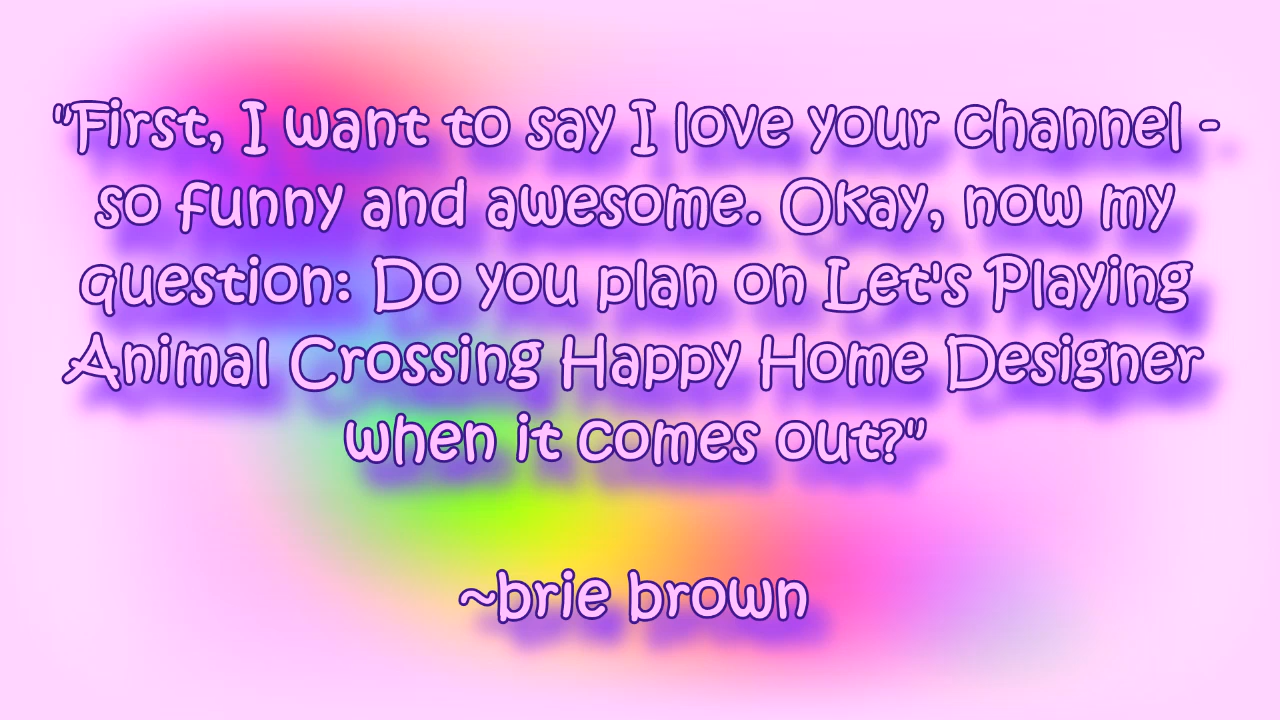 "First, I want to say I love your channel -
so funny and awesome. Okay, now my
question: Do you plan on Let's Playing
Animal Crossing Happy Home Designer
when it comes out?"
~brie brown